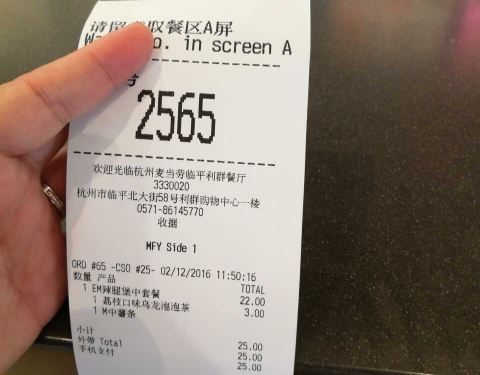 请留意取餐区A屏
Wa No. in screen A
号
2565
欢迎光临杭州麦当劳临平利群餐厅
3330020
杭州市临平北大街58号利群购物中心一楼
0571-86145770
收据
MFY Side 1
ORD #65 -CSO #25- 02/12/2016 11:50:16
数量 产品 TOTAL
1 EM辣腿堡中套餐 22.00
1 荔枝口味乌龙泡泡茶 3.00
1 M中薯条
小计 25.00
外带 Total 25.00
手机支付 25.00